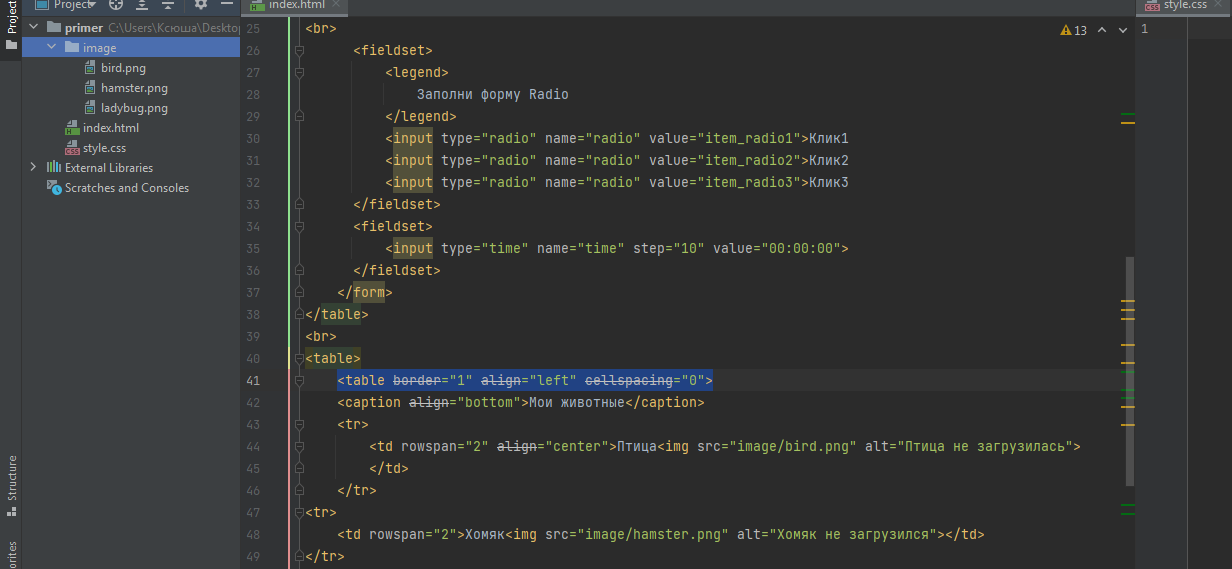 Project
index.html
style.css
Project
primer C:\Users\Ксюша\Deskto
image
bird.png
hamster.png
ladybug.png
index.html
style.css
External Libraries
Scratches and Consoles
Structure
orites
13
1
25 <br>
26 <fieldset>
27 <legend>
28 Заполни форму Radio
29 </legend>
30 <input type="radio" name="radio" value="item_radio1">Клик1
31 <input type="radio" name="radio" value="item_radio2">Клик2
32 <input type="radio" name="radio" value="item_radio3">Клик3
33 </fieldset>
34 <fieldset>
35 <input type="time" name="time" step="10" value="00:00:00">
36 </fieldset>
37 </form>
38 </table>
39 <br>
40 <table>
41 <table border="1" align="left" cellspacing="0">
42 <caption align="bottom">Мои животные</caption>
43 <tr>
44 <td rowspan="2" align="center">Птица<img src="image/bird.png" alt="Птица не загрузилась">
45 </td>
46 </tr>
47 <tr>
48 <td rowspan="2">Хомяк<img src="image/hamster.png" alt="Хомяк не загрузился"></td>
49 </tr>